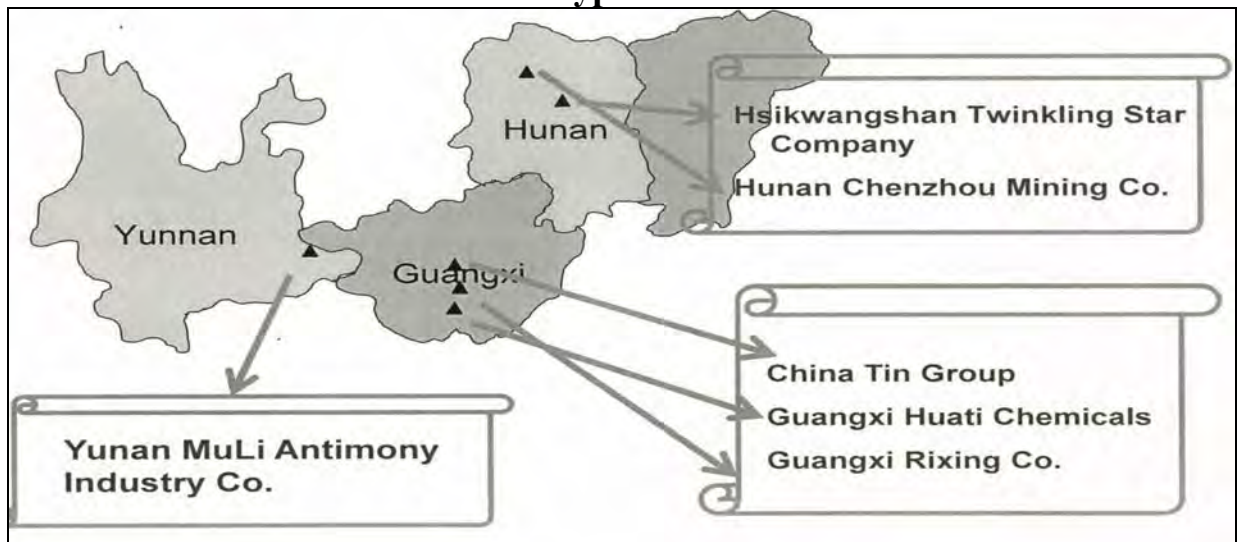 Hunan
Hsikwangshan Twinkling Star
Company
Hunan Chenzhou Mining Co.
Yunnan
Guangxi
China Tin Group
Guangxi Huati Chemicals
Guangxi Rixing Co.
Yunan MuLi Antimony
Industry Co.